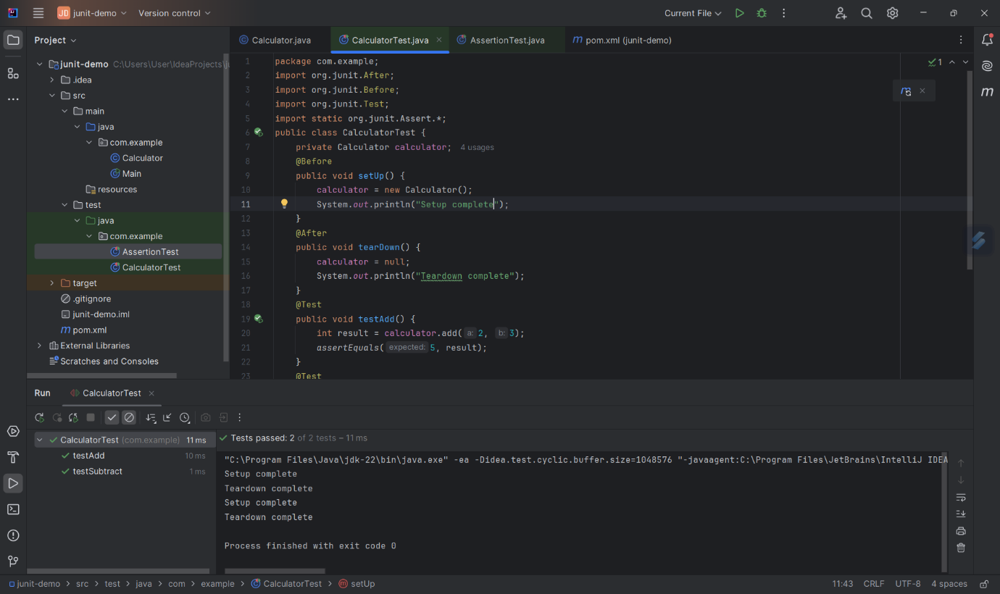 JD junit-demo Version control Current File
Project
junit-demo C:\Users\User\IdeaProjects\
.idea
src
main
java
com.example
Calculator
Main
resources
test
java
com.example
AssertionTest
CalculatorTest
target
.gitignore
junit-demo.iml
m pom.xml
External Libraries
Scratches and Consoles
Calculator.java CalculatorTest.java AssertionTest.java m pom.xml (junit-demo)
1 package com.example; 1
2 import org.junit.After;
3 import org.junit.Before;
4 import org.junit.Test;
5 import static org.junit.Assert.*;
6 public class CalculatorTest {
7 private Calculator calculator; 4 usages
8 @Before
9 public void setUp() {
10 calculator = new Calculator();
11 System.out.println("Setup complete");
12 }
13 @After
14 public void tearDown() {
15 calculator = null;
16 System.out.println("Teardown complete");
17 }
18 @Test
19 public void testAdd() {
20 int result = calculator.add( a: 2, b: 3);
21 assertEquals( expected: 5, result);
22 }
23 @Test
Run CalculatorTest
CalculatorTest (com.example) 11 ms
testAdd 10 ms
testSubtract 1 ms
Tests passed: 2 of 2 tests – 11 ms
"C:\Program Files\Java\jdk-22\bin\java.exe" -ea -Didea.test.cyclic.buffer.size=1048576 "-javaagent:C:\Program Files\JetBrains\IntelliJ IDEA
Setup complete
Teardown complete
Setup complete
Teardown complete
Process finished with exit code 0
junit-demo > src > test > java > com > example > CalculatorTest > m setUp 11:43 CRLF UTF-8 4 spaces